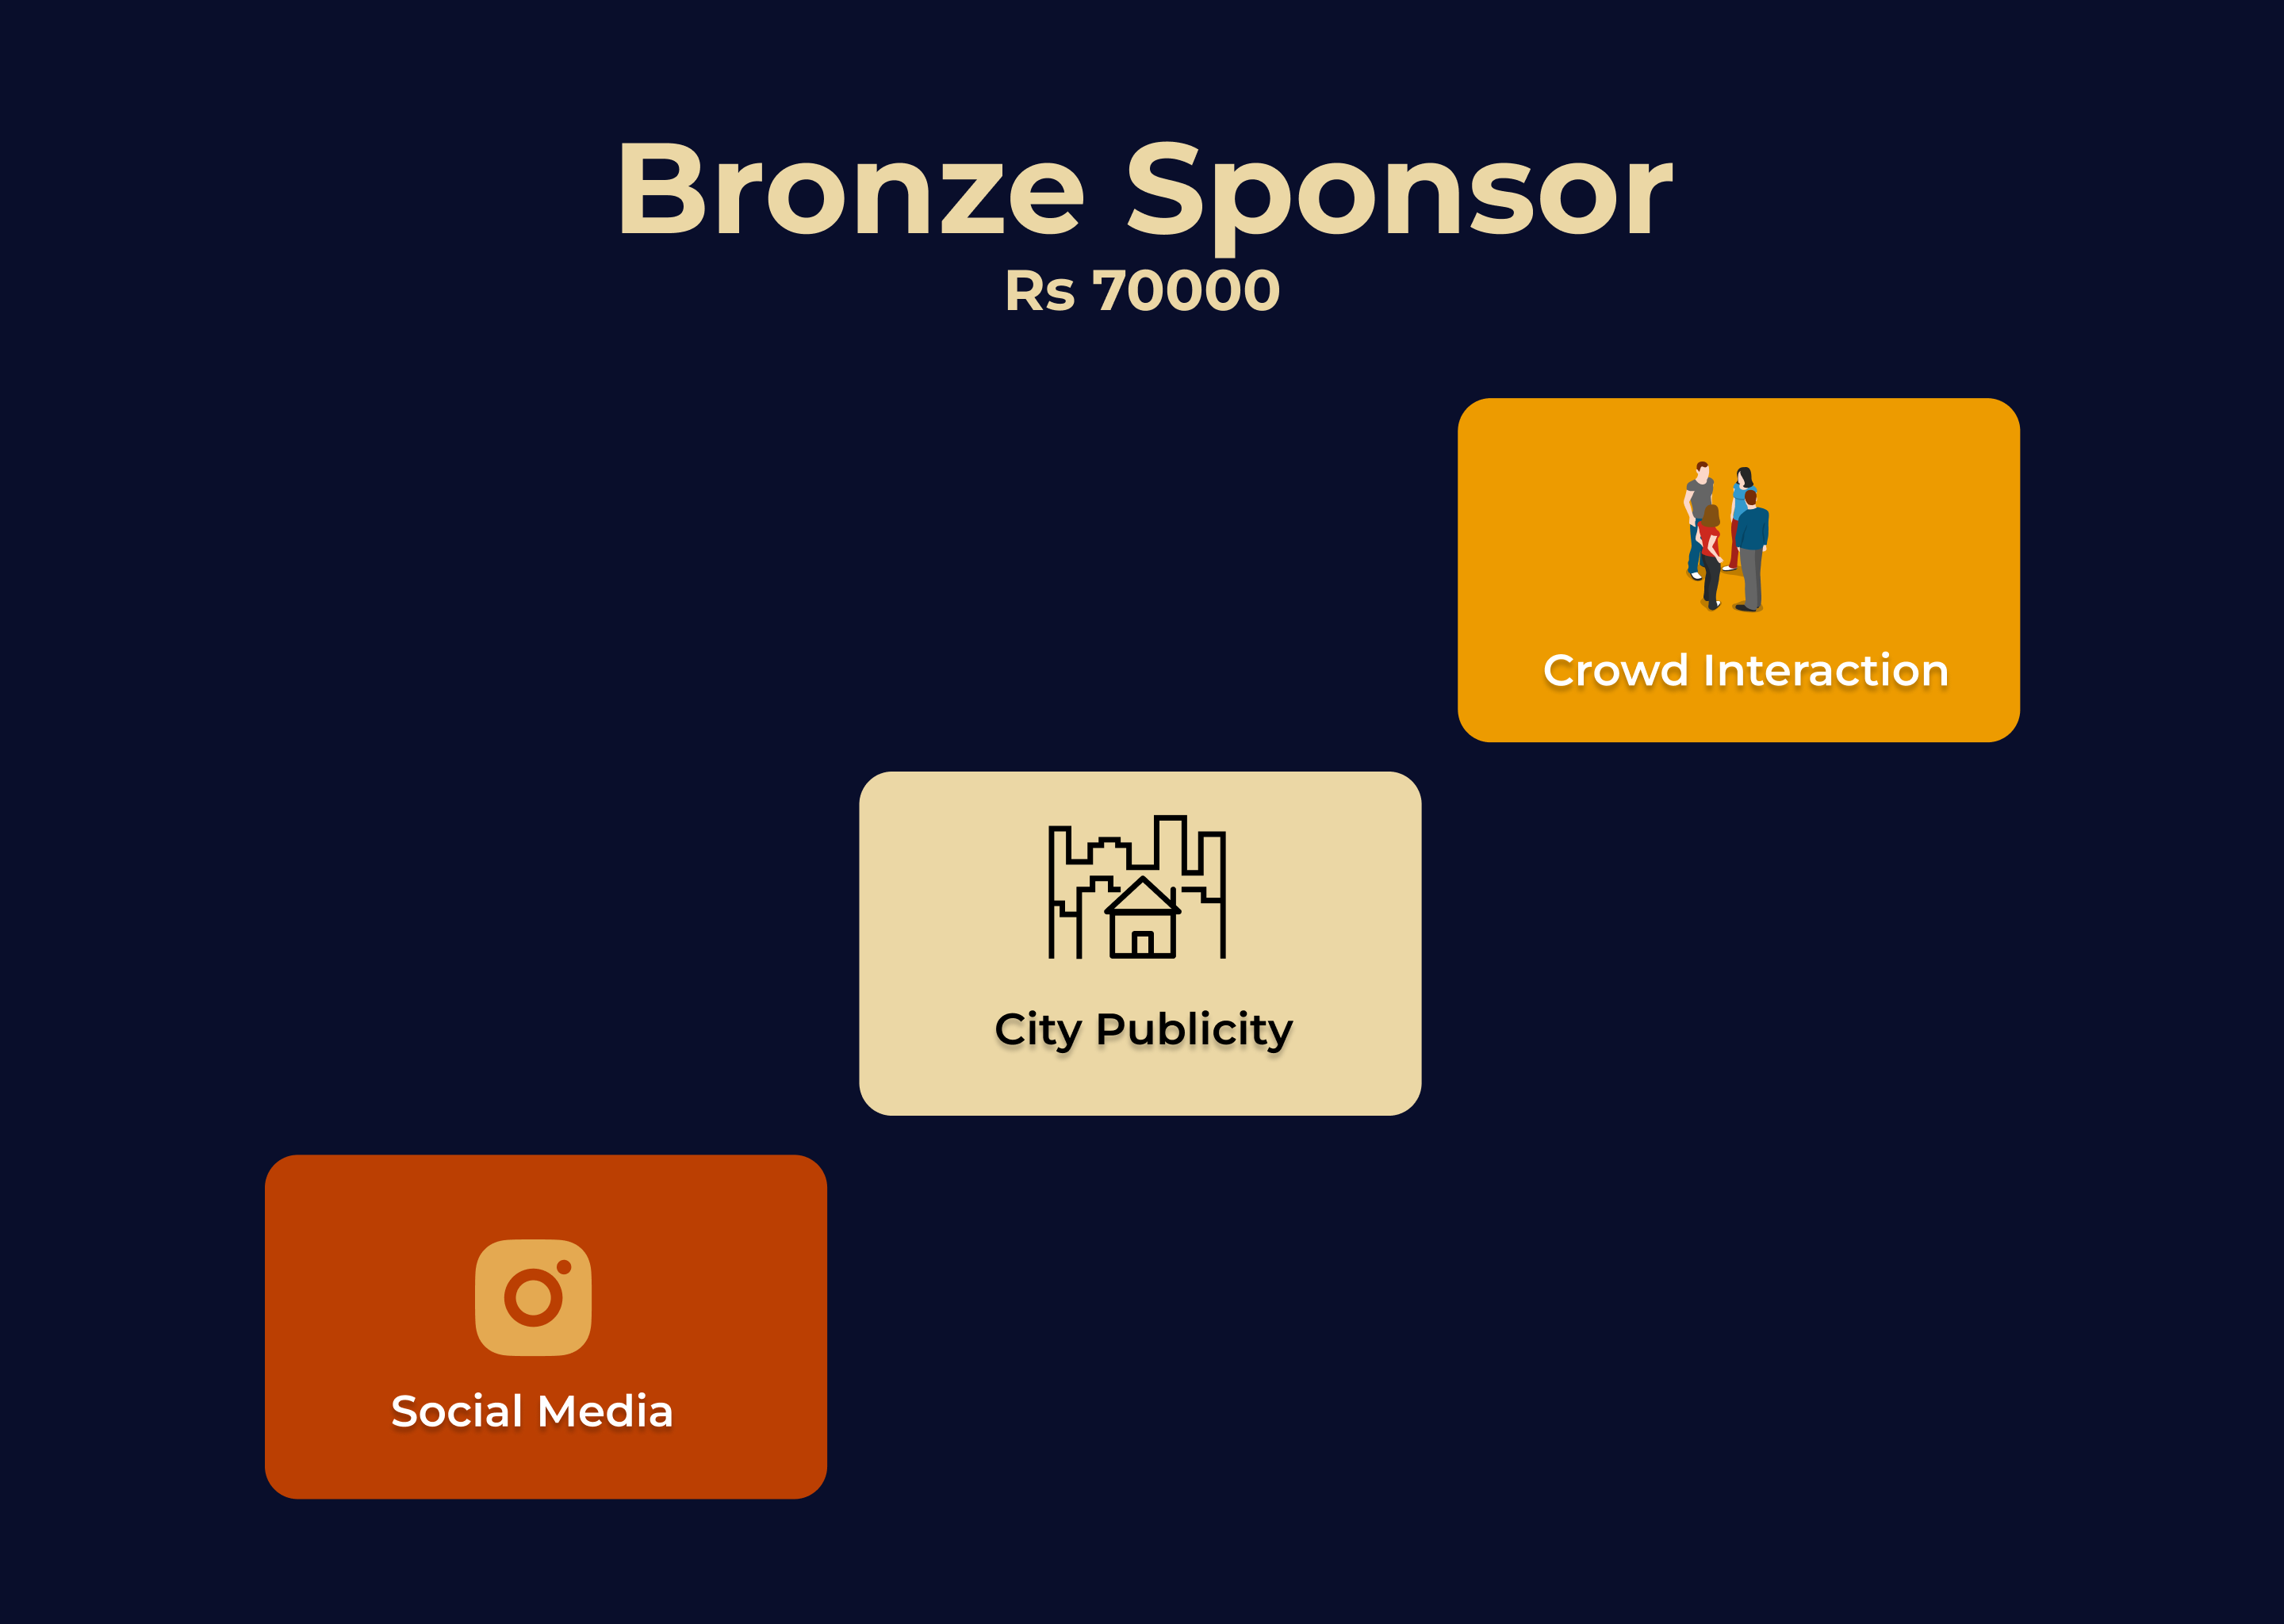 Bronze Sponsor
Rs 70000
Crowd Interaction
City Publicity
Social Media